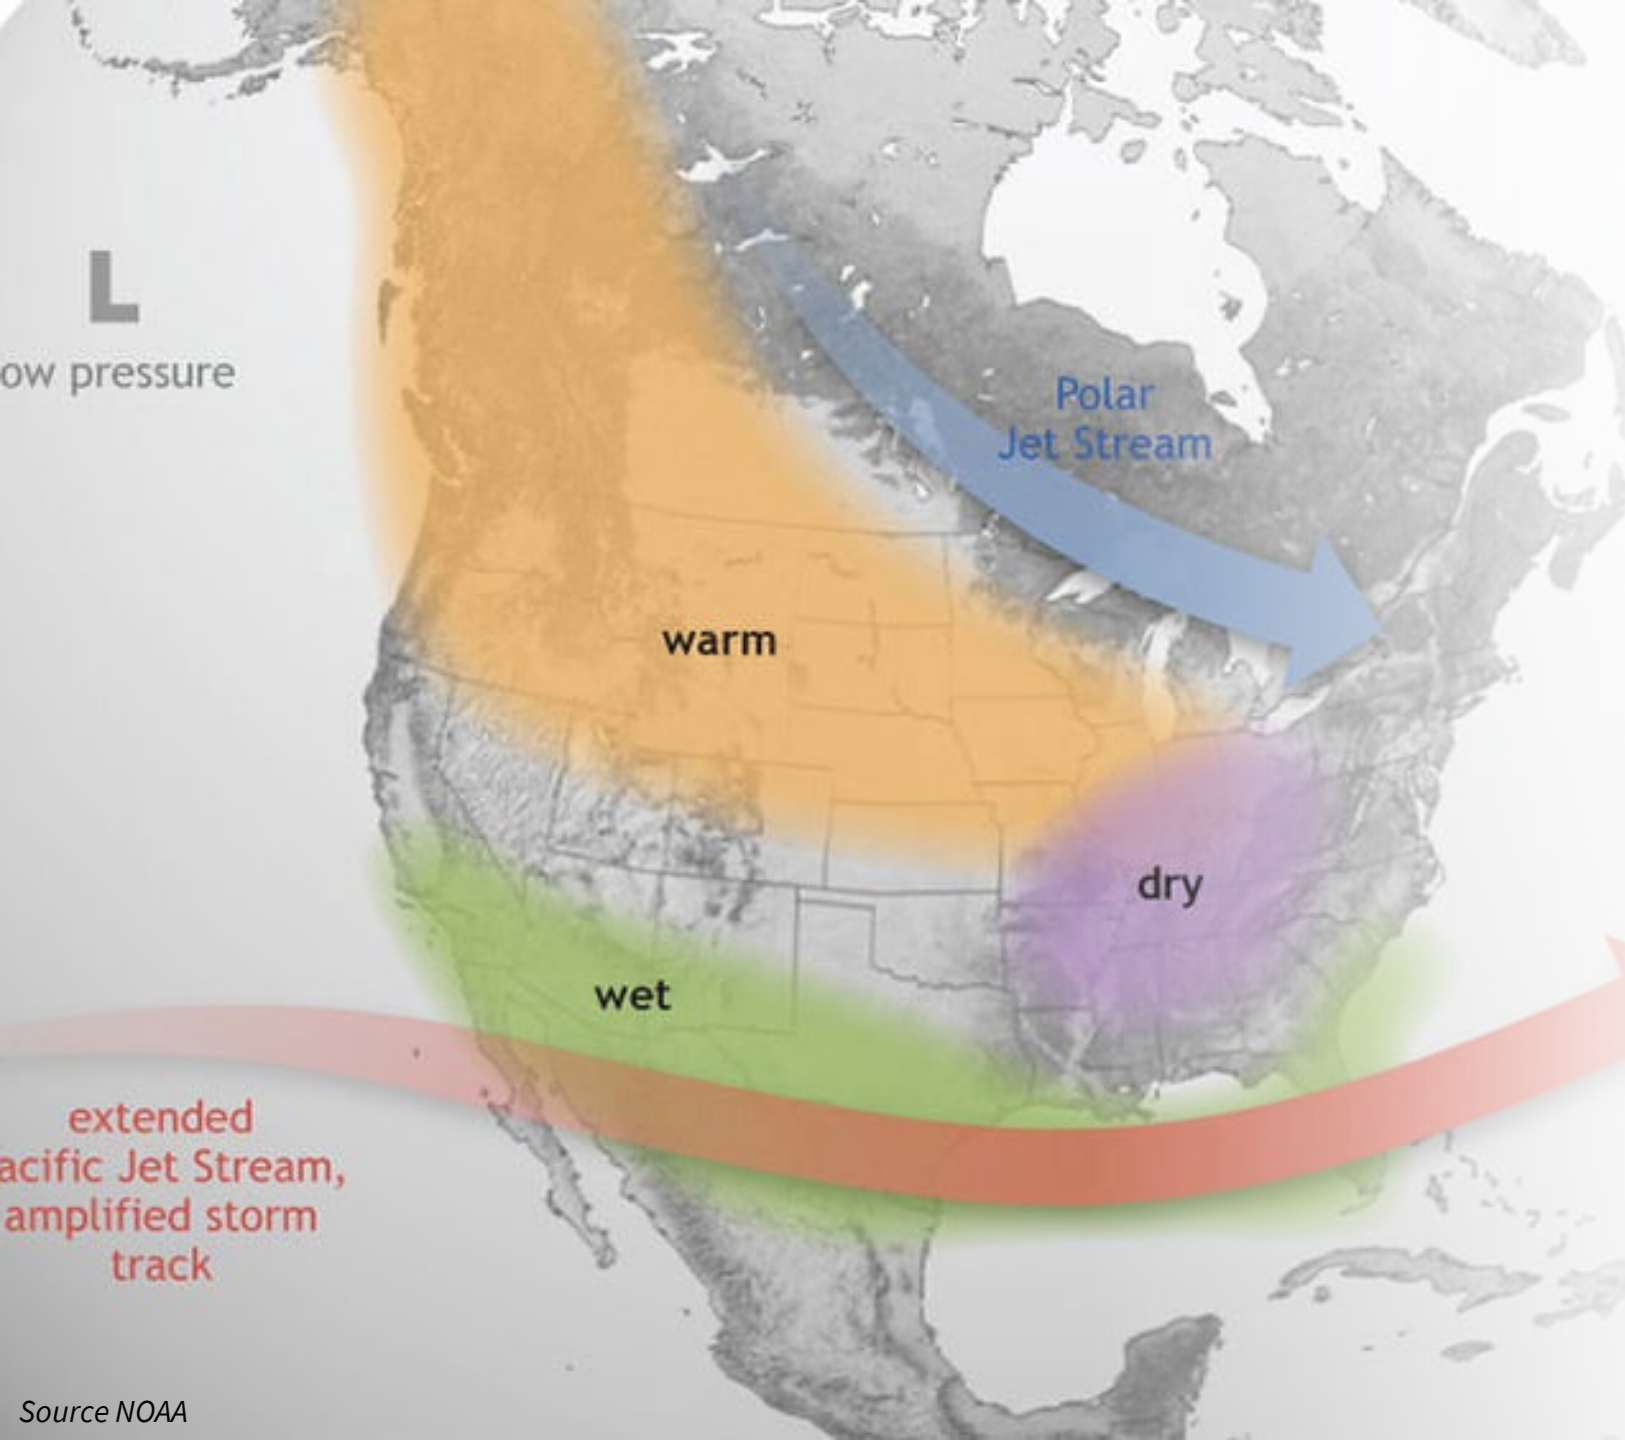 L
ow pressure
Polar
Jet Stream
warm
dry
wet
extended
acific Jet Stream,
amplified storm
track
Source NOAA